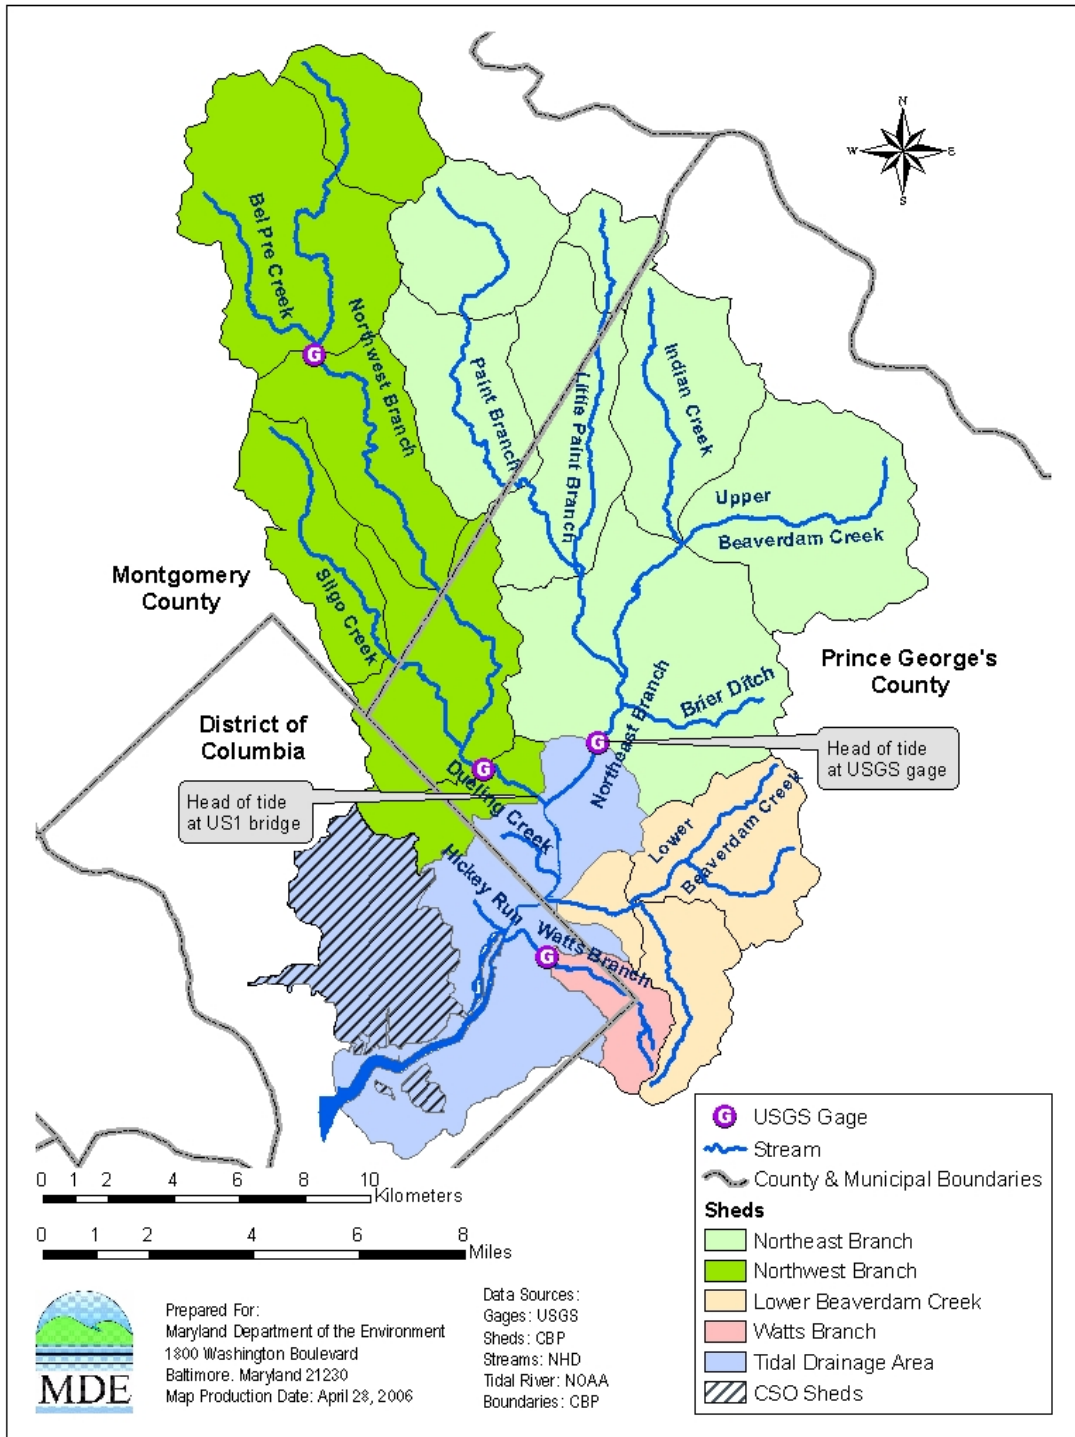 N
W
E
S
Bel Pre Creek
Northwest Branch
Paint Branch
Little Paint Branch
Indian Creek
Upper
Beaverdam Creek
G
Sligo Creek
Montgomery
County
Prince George's
County
District of
Columbia
Brier Ditch
Northeast Branch
G
Head of tide
at USGS gage
G
Dueling Creek
Head of tide
at US1 bridge
Lower
Beaverdam Creek
Hickey Run
Watts Branch
G
G USGS Gage
Stream
County & Municipal Boundaries
Sheds
Northeast Branch
Northwest Branch
Lower Beaverdam Creek
Watts Branch
Tidal Drainage Area
CSO Sheds
0 1 2 4 6 8 10
Kilometers
0 1 2 4 6 8
Miles
MDE
Prepared For:
Maryland Department of the Environment
1800 Washington Boulevard
Baltimore, Maryland 21230
Map Production Date: April 28, 2006
Data Sources:
Gages: USGS
Sheds: CBP
Streams: NHD
Tidal River: NOAA
Boundaries: CBP